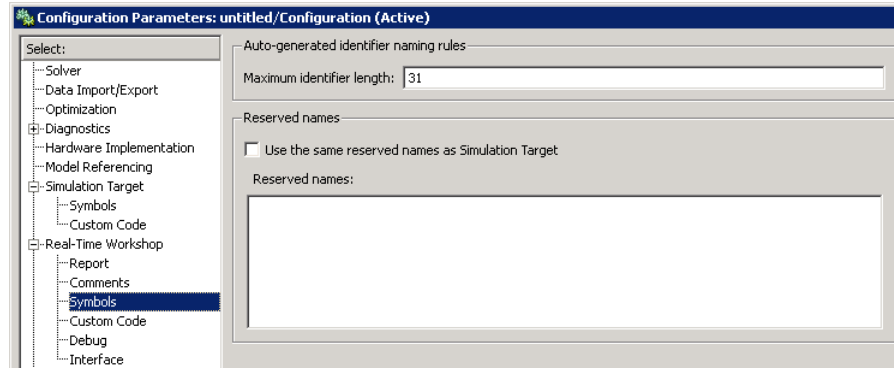 Configuration Parameters: untitled/Configuration (Active)
Select:
Solver
Data Import/Export
Optimization
Diagnostics
Hardware Implementation
Model Referencing
Simulation Target
Symbols
Custom Code
Real-Time Workshop
Report
Comments
Symbols
Custom Code
Debug
Interface
Auto-generated identifier naming rules
Maximum identifier length: 31
Reserved names
Use the same reserved names as Simulation Target
Reserved names: